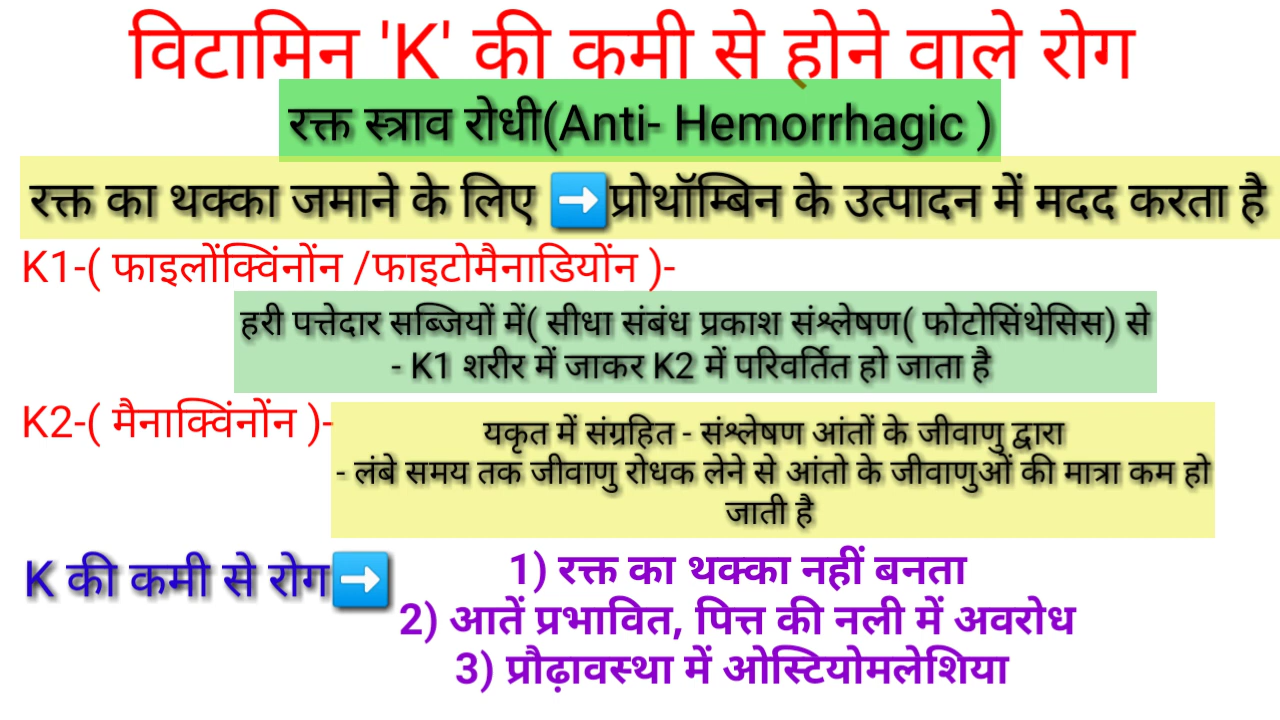 विटामिन 'K' की कमी से होने वाले रोग
रक्त स्त्राव रोधी(Anti- Hemorrhagic )
रक्त का थक्का जमाने के लिए ➡️प्रोथॉम्बिन के उत्पादन में मदद करता है
K1-( फाइलोंक्विंनोंन /फाइटोमैनाडियोंन )-
हरी पत्तेदार सब्जियों में( सीधा संबंध प्रकाश संश्लेषण( फोटोसिंथेसिस) से
- K1 शरीर में जाकर K2 में परिवर्तित हो जाता है
K2-( मैनाक्विंनोंन )-
यकृत में संग्रहित - संश्लेषण आंतों के जीवाणु द्वारा
- लंबे समय तक जीवाणु रोधक लेने से आंतो के जीवाणुओं की मात्रा कम हो
जाती है
K की कमी से रोग➡️
1) रक्त का थक्का नहीं बनता
2) आतें प्रभावित, पित्त की नली में अवरोध
3) प्रौढ़ावस्था में ओस्टियोमलेशिया